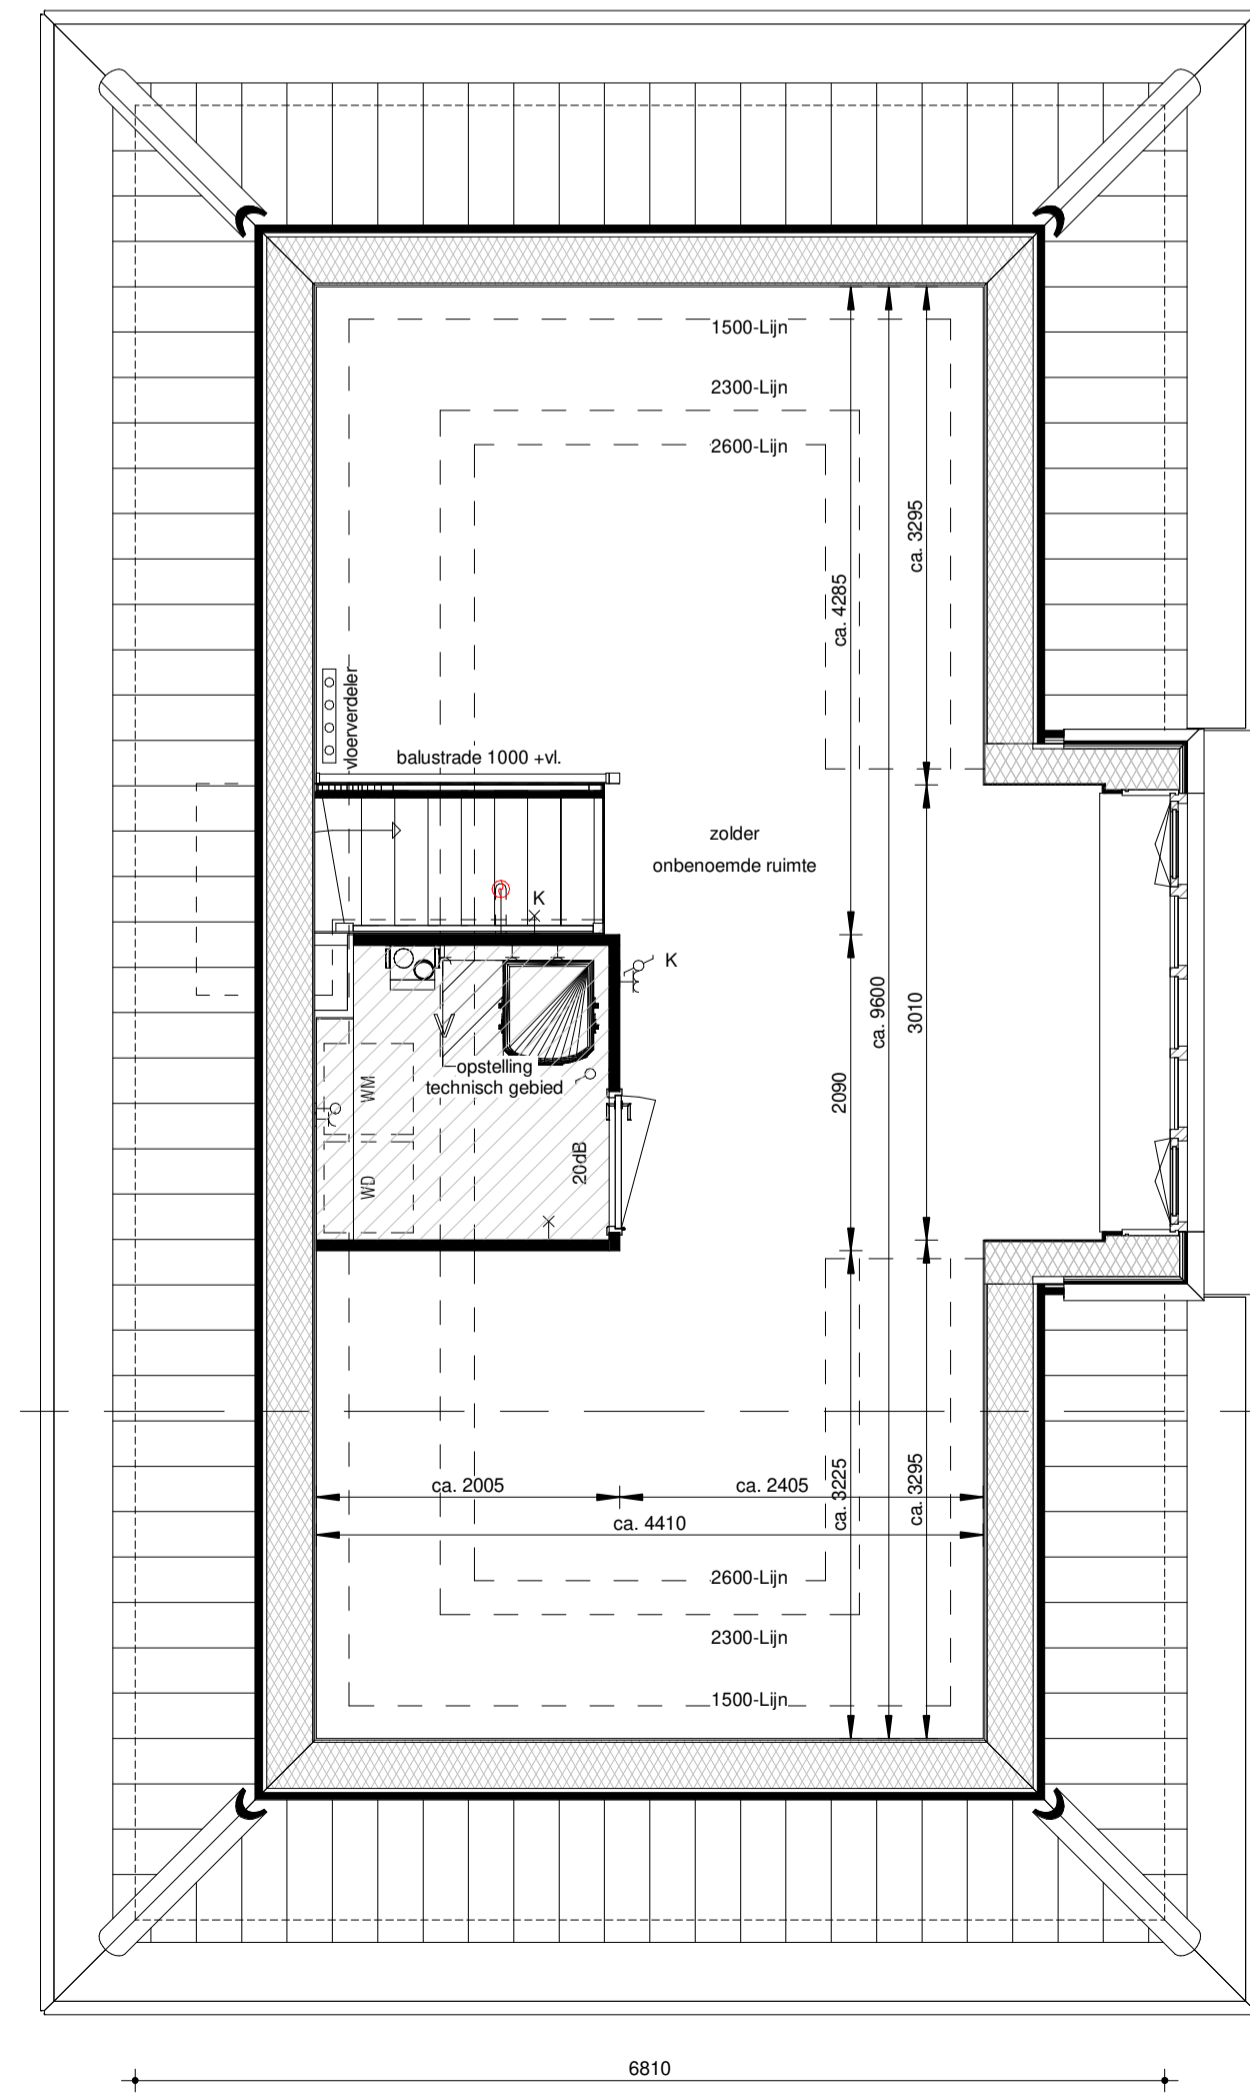 1500-Lijn
2300-Lijn
2600-Lijn
ca. 3295
ca. 4285
vloerverdeler
balustrade 1000 +vl.
zolder
onbenoemde ruimte
K
K
ca. 9600
3010
2090
opstelling
technisch gebied
WM
WD
20dB
ca. 2005
ca. 2405
ca. 3225
ca. 3295
ca. 4410
2600-Lijn
2300-Lijn
1500-Lijn
6810